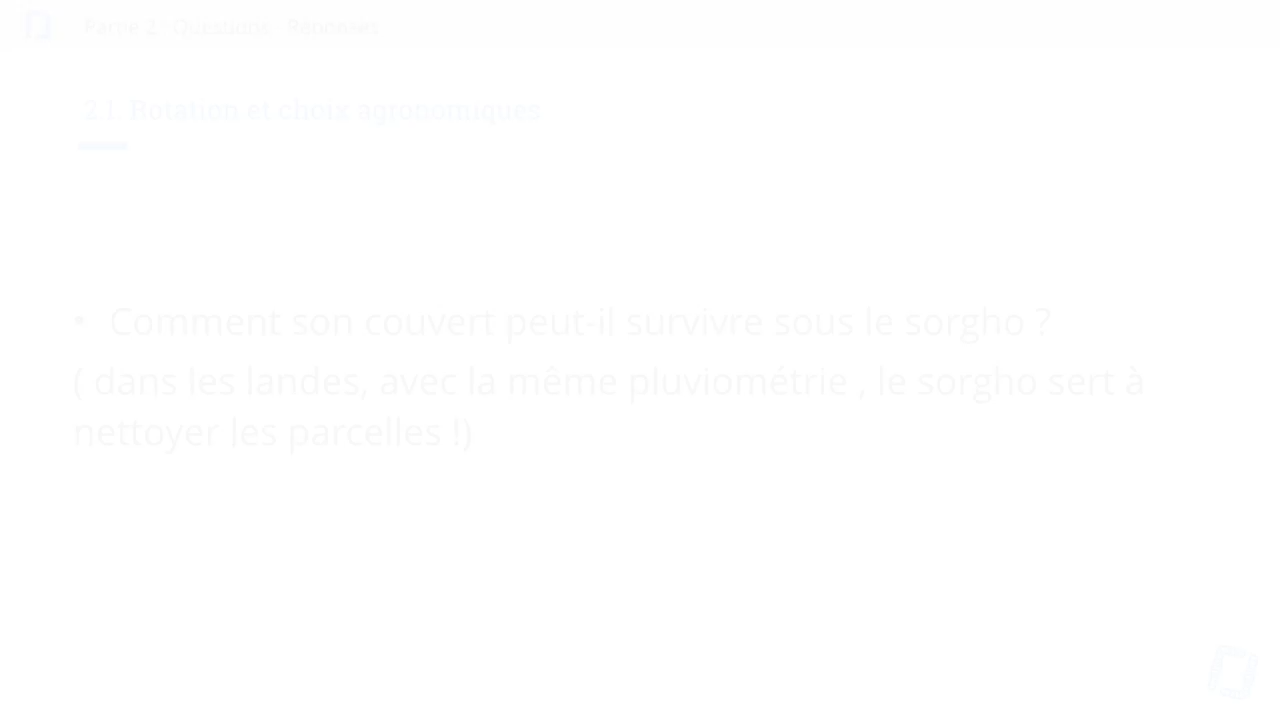 Partie 2 : Questions - Réponses
2.1. Rotation et choix agronomiques
• Comment son couvert peut-il survivre sous le sorgho ?
( dans les landes, avec la même pluviométrie , le sorgho sert à
nettoyer les parcelles !)